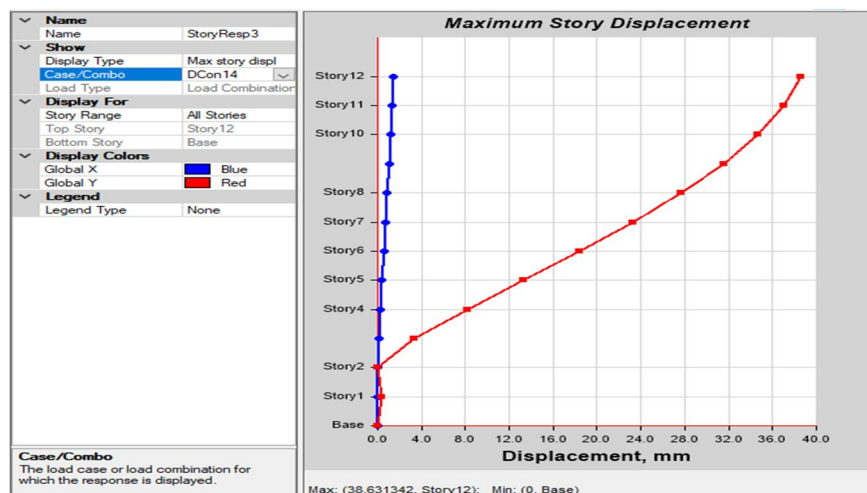 Name
Name StoryResp3
Show
Display Type Max story displ
Case/Combo DCon14
Load Type Load Combination
Display For
Story Range All Stories
Top Story Story12
Bottom Story Base
Display Colors
Global X Blue
Global Y Red
Legend
Legend Type None
Case/Combo
The load case or load combination for
which the response is displayed.
Maximum Story Displacement
Story12
Story11
Story10
Story8
Story7
Story6
Story5
Story4
Story2
Story1
Base
0.0 4.0 8.0 12.0 16.0 20.0 24.0 28.0 32.0 36.0 40.0
Displacement, mm
Max: (38.631342, Story12); Min: (0, Base)